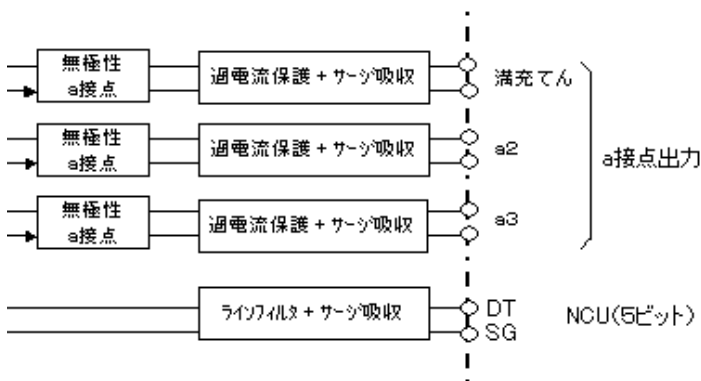 無極性
a接点
過電流保護 + サージ吸収
満充てん
無極性
a接点
過電流保護 + サージ吸収
a2
a接点出力
無極性
a接点
過電流保護 + サージ吸収
a3
ラインフィルタ + サージ吸収
DT
SG
NCU(5ビット)